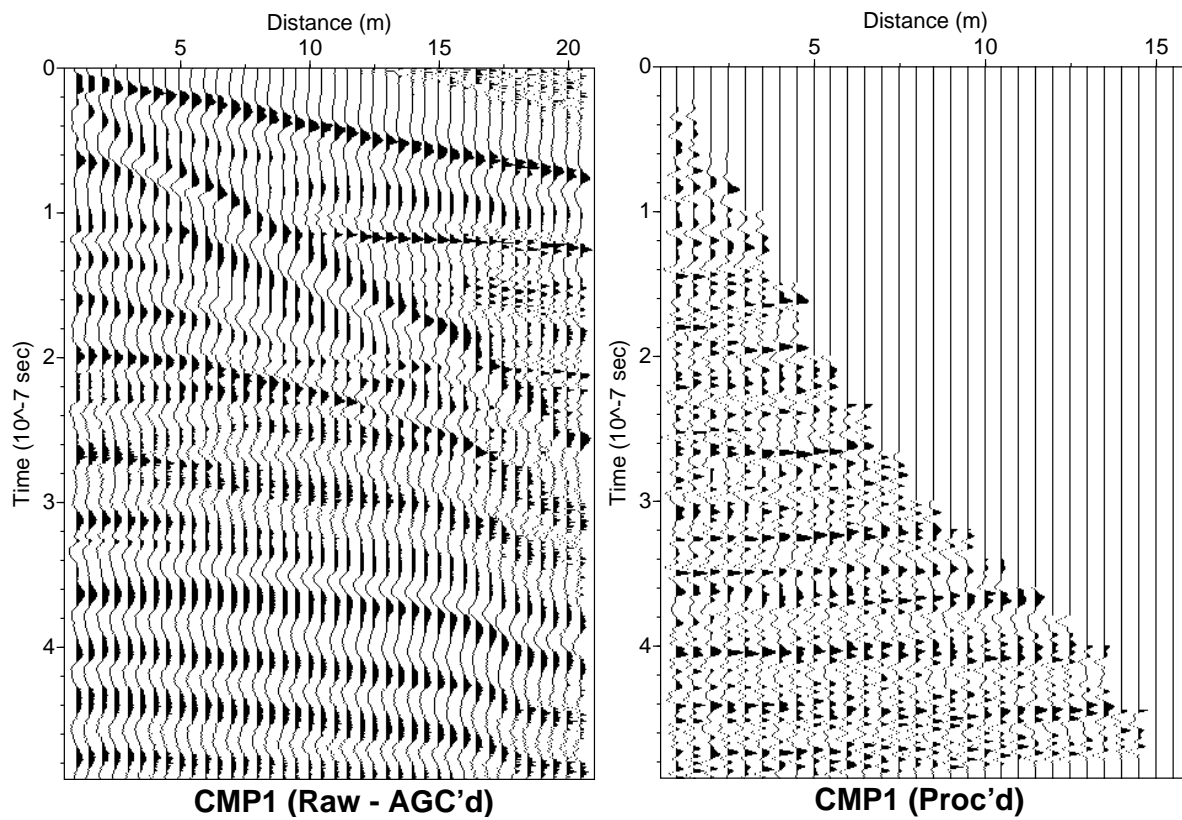 Distance (m)
5 10 15 20
0
1
2
3
4
Time (10^-7 sec)
CMP1 (Raw - AGC'd)
Distance (m)
5 10 15
0
1
2
3
4
Time (10^-7 sec)
CMP1 (Proc'd)